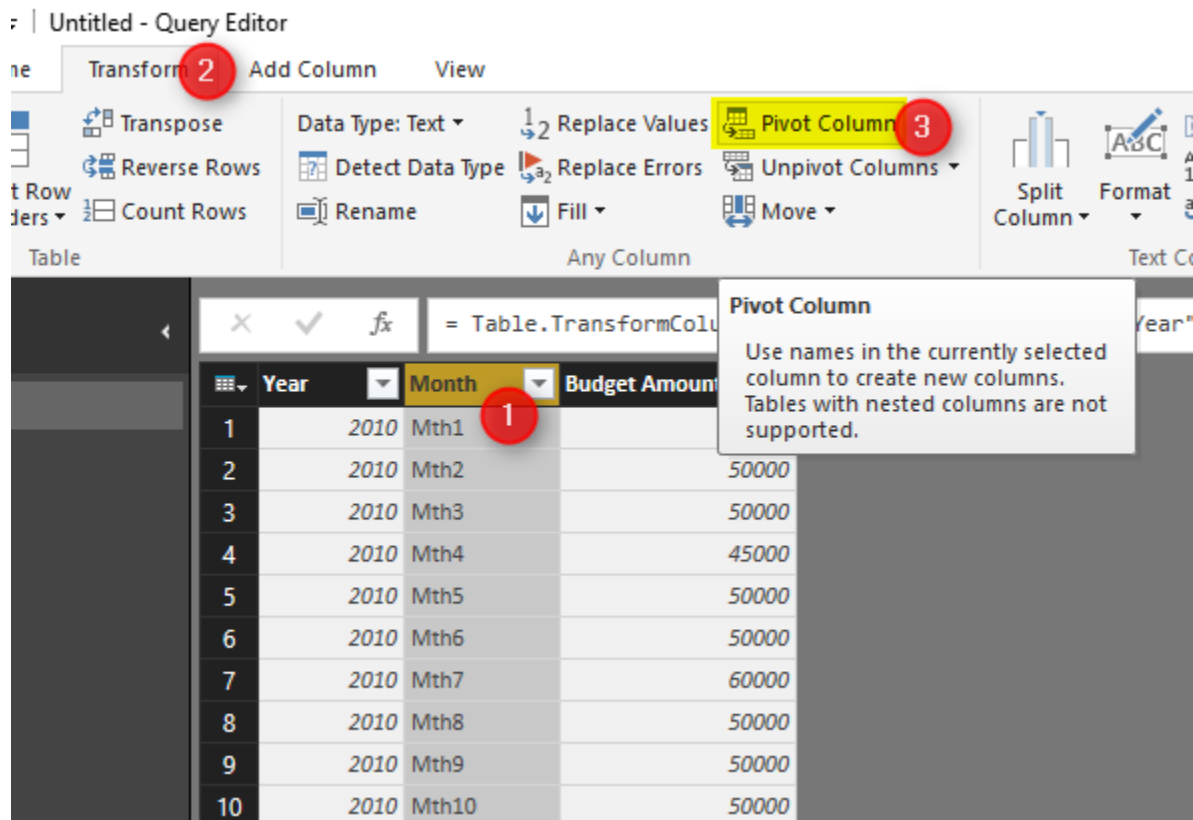 Untitled - Query Editor
Transform 2 Add Column View
Transpose Data Type: Text Replace Values Pivot Column 3
Reverse Rows Detect Data Type Replace Errors Unpivot Columns
Row Split Format
Count Rows Rename Fill Move Column
Table Any Column Text
Pivot Column
Use names in the currently selected
column to create new columns.
Tables with nested columns are not
supported.
fx = Table.TransformColu Year"
Year Month Budget Amount
1 2010 Mth1 1
2 2010 Mth2 50000
3 2010 Mth3 50000
4 2010 Mth4 45000
5 2010 Mth5 50000
6 2010 Mth6 50000
7 2010 Mth7 60000
8 2010 Mth8 50000
9 2010 Mth9 50000
10 2010 Mth10 50000